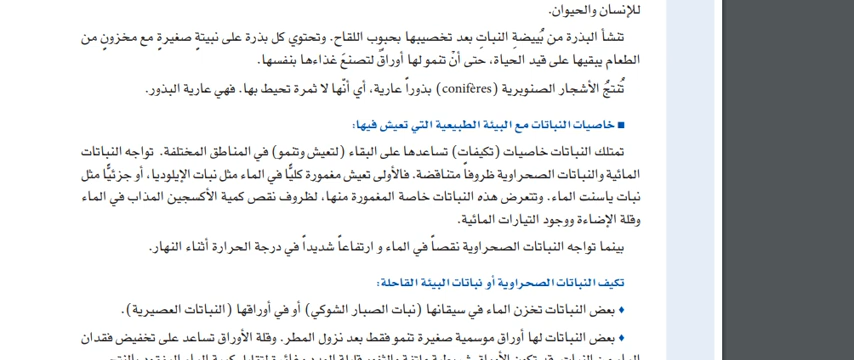 للإنسان والحيوان.
تنشأ البذرة من بُييضةِ النباتِ بعد تخصيبها بحبوب اللقاح. وتحتوي كل بذرة على نبيتةٍ صغيرةٍ مع مخزونٍ من
الطعام يبقيها على قيد الحياة، حتى أنْ تنمو لها أوراقٌ لتصنعَ غذاءها بنفسها.
تُنتجُ الأشجار الصنوبرية (conifères) بذوراً عارية، أي أنّها لا ثمرة تحيط بها. فهي عارية البذور.
■ خاصيات النباتات مع البيئة الطبيعية التي تعيش فيها:
تمتلك النباتات خاصيات (تكيفات) تساعدها على البقاء (لتعيش وتنمو) في المناطق المختلفة. تواجه النباتات
المائية والنباتات الصحراوية ظروفاً متناقضة. فالأولى تعيش مغمورة كليًّا في الماء مثل نبات الإيلوديا، أو جزئيًّا مثل
نبات ياسنت الماء. وتتعرض هذه النباتات خاصة المغمورة منها، لظروف نقص كمية الأكسجين المذاب في الماء
وقلة الإضاءة ووجود التيارات المائية.
بينما تواجه النباتات الصحراوية نقصاً في الماء و ارتفاعاً شديداً في درجة الحرارة أثناء النهار.
تكيف النباتات الصحراوية أو نباتات البيئة القاحلة:
♦ بعض النباتات تخزن الماء في سيقانها (نبات الصبار الشوكي) أو في أوراقها (النباتات العصيرية).
♦ بعض النباتات لها أوراق موسمية صغيرة تنمو فقط بعد نزول المطر. وقلة الأوراق تساعد على تخفيض فقدان